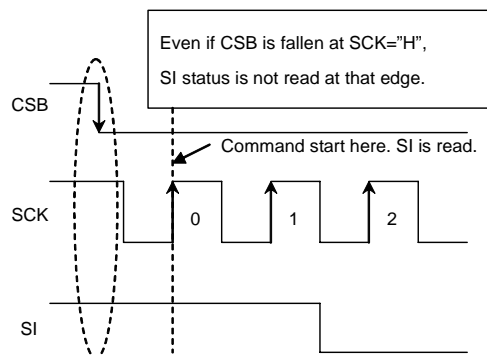 Even if CSB is fallen at SCK="H",
SI status is not read at that edge.
CSB
Command start here. SI is read.
SCK
0
1
2
SI